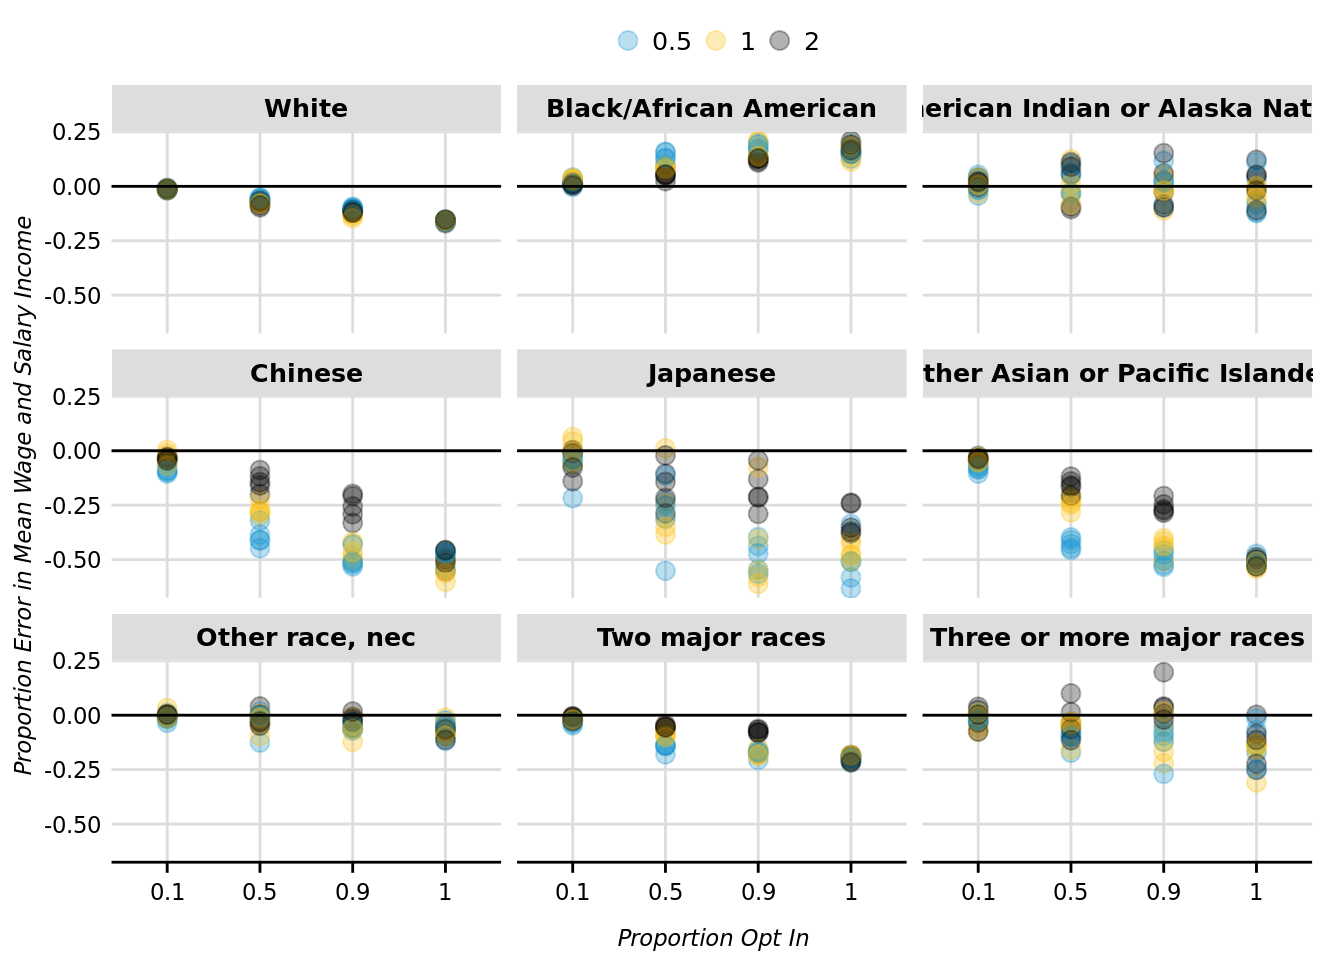 0.5 1 2
White Black/African American erican Indian or Alaska Nat
0.25
0.00
-0.25
-0.50
Chinese Japanese ther Asian or Pacific Islande
0.25
0.00
-0.25
-0.50
Other race, nec Two major races Three or more major races
0.25
0.00
-0.25
-0.50
0.1 0.5 0.9 1 0.1 0.5 0.9 1 0.1 0.5 0.9 1
Proportion Opt In
Proportion Error in Mean Wage and Salary Income